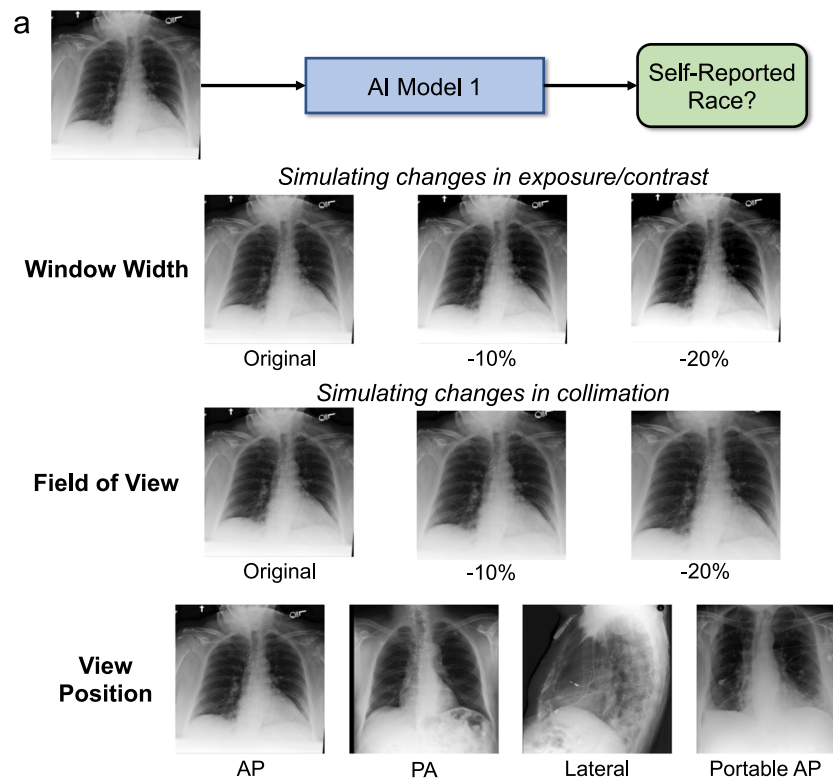 a
AI Model 1
Self-Reported
Race?
Simulating changes in exposure/contrast
Window Width
Original
-10%
-20%
Simulating changes in collimation
Field of View
Original
-10%
-20%
View
Position
AP
PA
Lateral
Portable AP